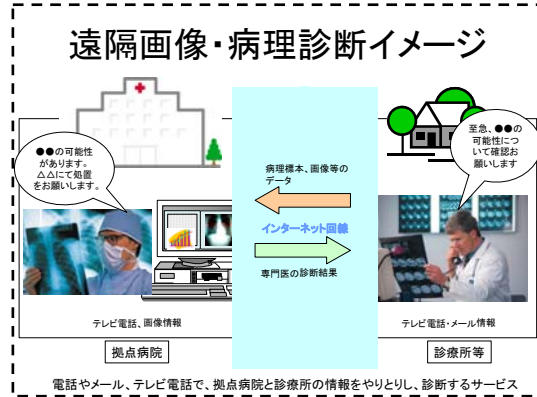 遠隔画像・病理診断イメージ
●●の可能性
があります。
△△にて処置
をお願いします。
至急、●●の
可能性につ
いて確認お
願いします
病理標本、画像等の
データ
インターネット回線
専門医の診断結果
テレビ電話、画像情報
テレビ電話・メール情報
拠点病院
診療所等
電話やメール、テレビ電話で、拠点病院と診療所の情報をやりとりし、診断するサービス